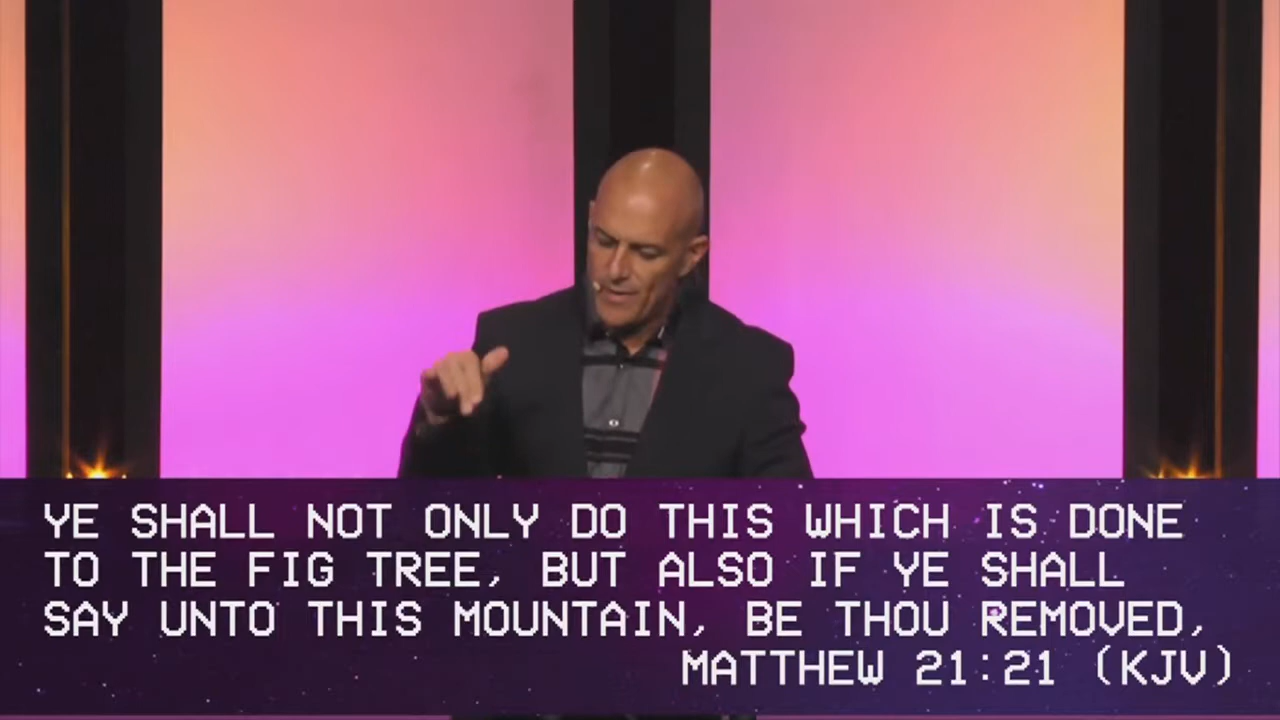 YE SHALL NOT ONLY DO THIS WHICH IS DONE
TO THE FIG TREE, BUT ALSO IF YE SHALL
SAY UNTO THIS MOUNTAIN, BE THOU REMOVED,
MATTHEW 21:21 (KJV)